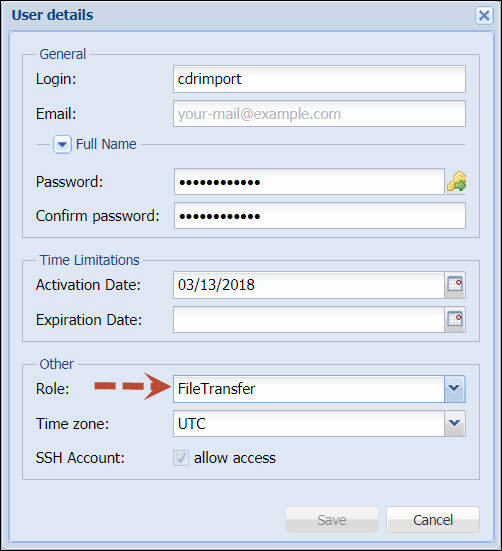 User details
General
Login: cdrimport
Email: your-mail@example.com
Full Name
Password: ••••••••••••
Confirm password: ••••••••••••
Time Limitations
Activation Date: 03/13/2018
Expiration Date:
Other
Role: FileTransfer
Time zone: UTC
SSH Account: allow access
Save Cancel